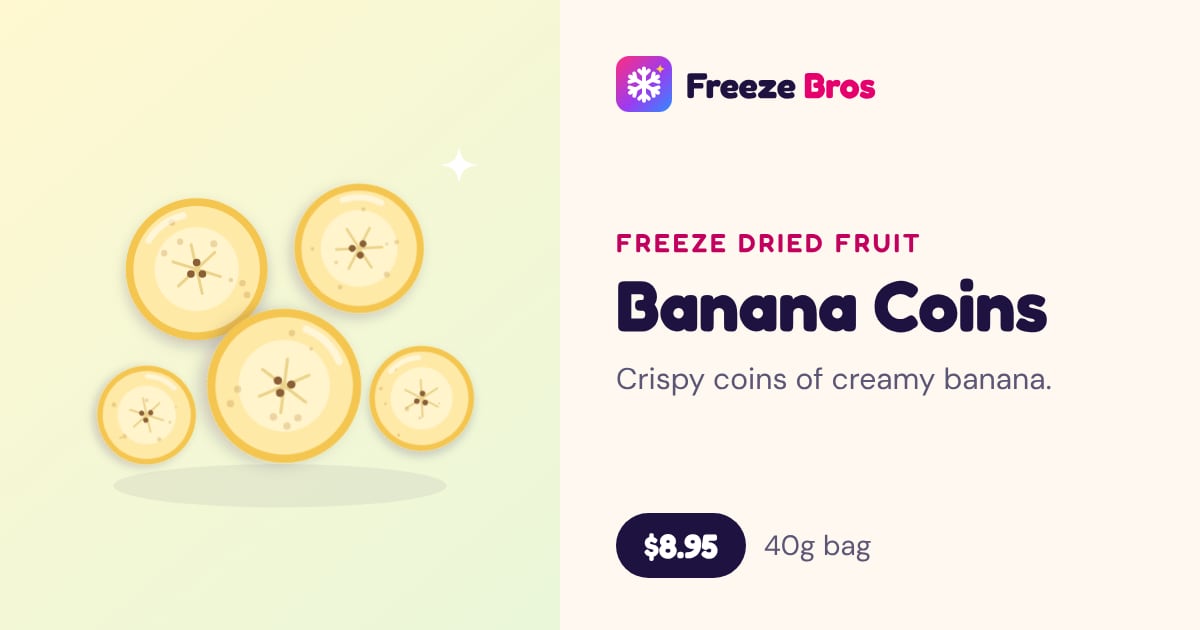 Freeze Bros
FREEZE DRIED FRUIT
Banana Coins
Crispy coins of creamy banana.
$8.95 40g bag